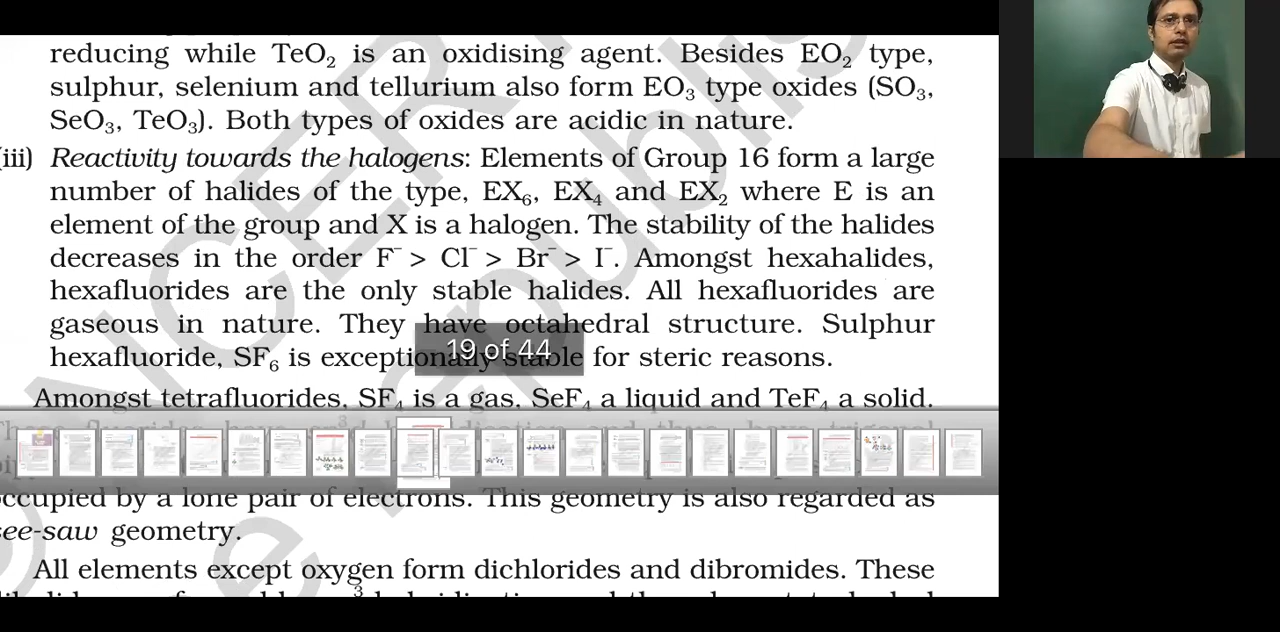 reducing while TeO₂ is an oxidising agent. Besides EO₂ type,
sulphur, selenium and tellurium also form EO₃ type oxides (SO₃,
SeO₃, TeO₃). Both types of oxides are acidic in nature.
(iii) Reactivity towards the halogens: Elements of Group 16 form a large
number of halides of the type, EX₆, EX₄ and EX₂ where E is an
element of the group and X is a halogen. The stability of the halides
decreases in the order F⁻ > Cl⁻ > Br⁻ > I⁻. Amongst hexahalides,
hexafluorides are the only stable halides. All hexafluorides are
gaseous in nature. They have octahedral structure. Sulphur
hexafluoride, SF₆ is exceptionally stable for steric reasons.
19 of 44
Amongst tetrafluorides, SF₄ is a gas, SeF₄ a liquid and TeF₄ a solid.
occupied by a lone pair of electrons. This geometry is also regarded as
see-saw geometry.
All elements except oxygen form dichlorides and dibromides. These